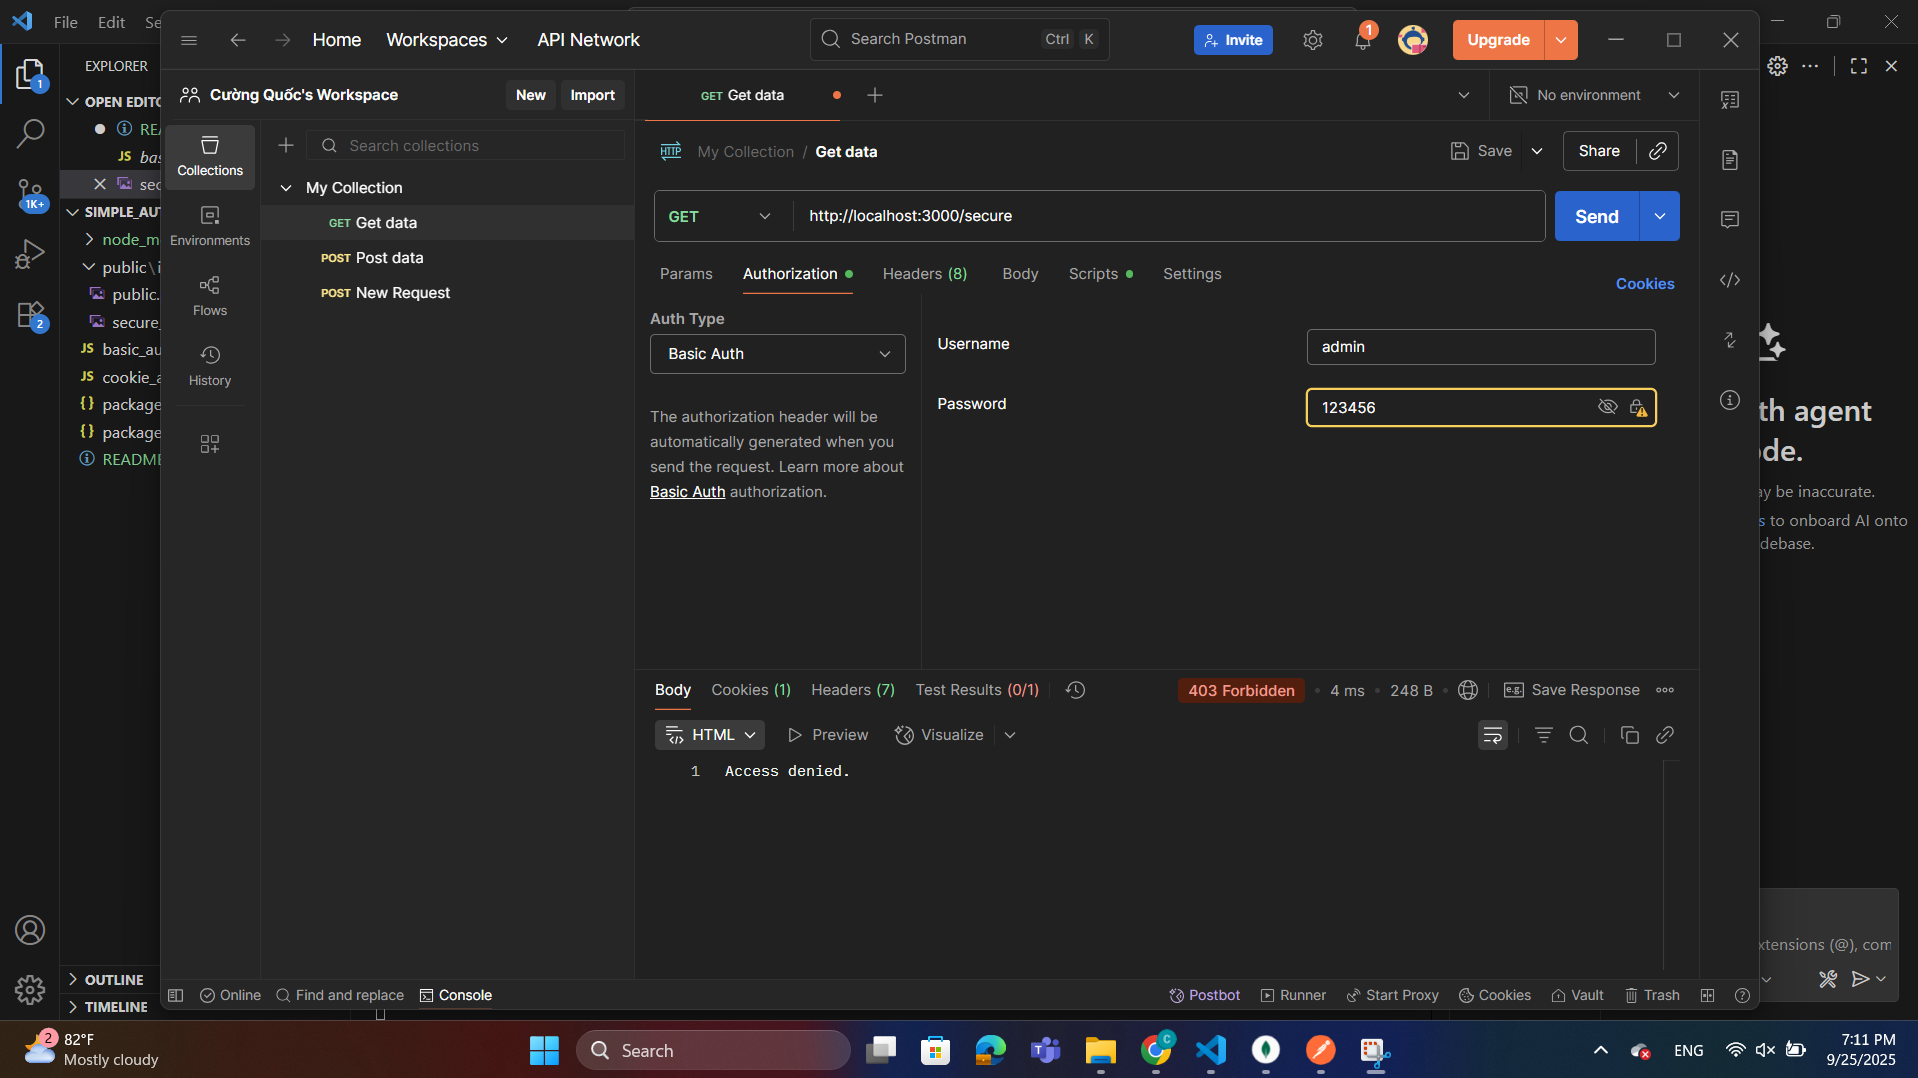 File Edit Se
Home Workspaces API Network
Search Postman Ctrl K
Invite 1 Upgrade
EXPLORER
1
OPEN EDITO
REA
JS bas
sec
1K+
SIMPLE_AUT
node_m
public\i
public.
secure_
2
JS basic_au
JS cookie_a
{} package
{} package
README
OUTLINE
TIMELINE
Cường Quốc's Workspace New Import
Collections
Environments
Flows
History
Search collections
My Collection
GET Get data
POST Post data
POST New Request
GET Get data
No environment
HTTP My Collection / Get data
Save Share
GET http://localhost:3000/secure Send
Params Authorization Headers (8) Body Scripts Settings
Cookies
Auth Type
Basic Auth
The authorization header will be
automatically generated when you
send the request. Learn more about
Basic Auth authorization.
Username admin
Password 123456
Body Cookies (1) Headers (7) Test Results (0/1)
403 Forbidden • 4 ms • 248 B • e.g. Save Response
HTML Preview Visualize
1 Access denied.
Online Find and replace Console
Postbot Runner Start Proxy Cookies Vault Trash
th agent
ode.
ay be inaccurate.
s to onboard AI onto
debase.
xtensions (@), com
2 82°F
Mostly cloudy
Search
ENG
7:11 PM
9/25/2025